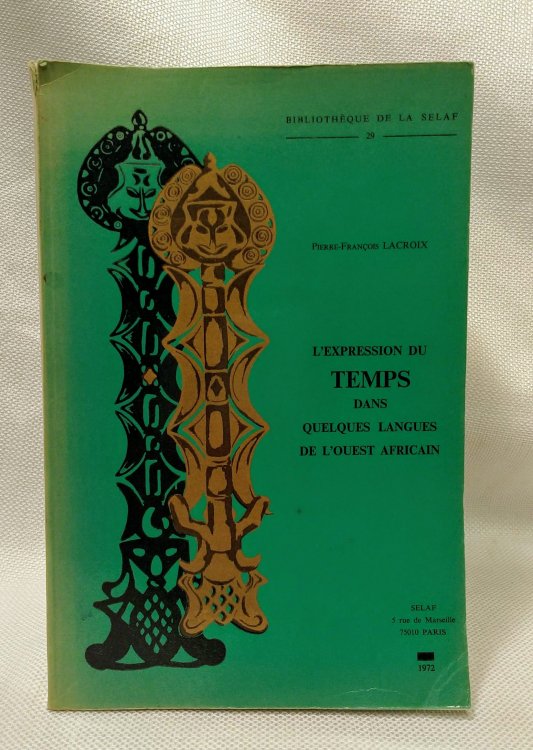 BIBLIOTHÈQUE DE LA SELAF
29
PIERRE-FRANÇOIS LACROIX
L'EXPRESSION DU
TEMPS
DANS
QUELQUES LANGUES
DE L'OUEST AFRICAIN
SELAF
5 rue de Marseille
75010 PARIS
1972